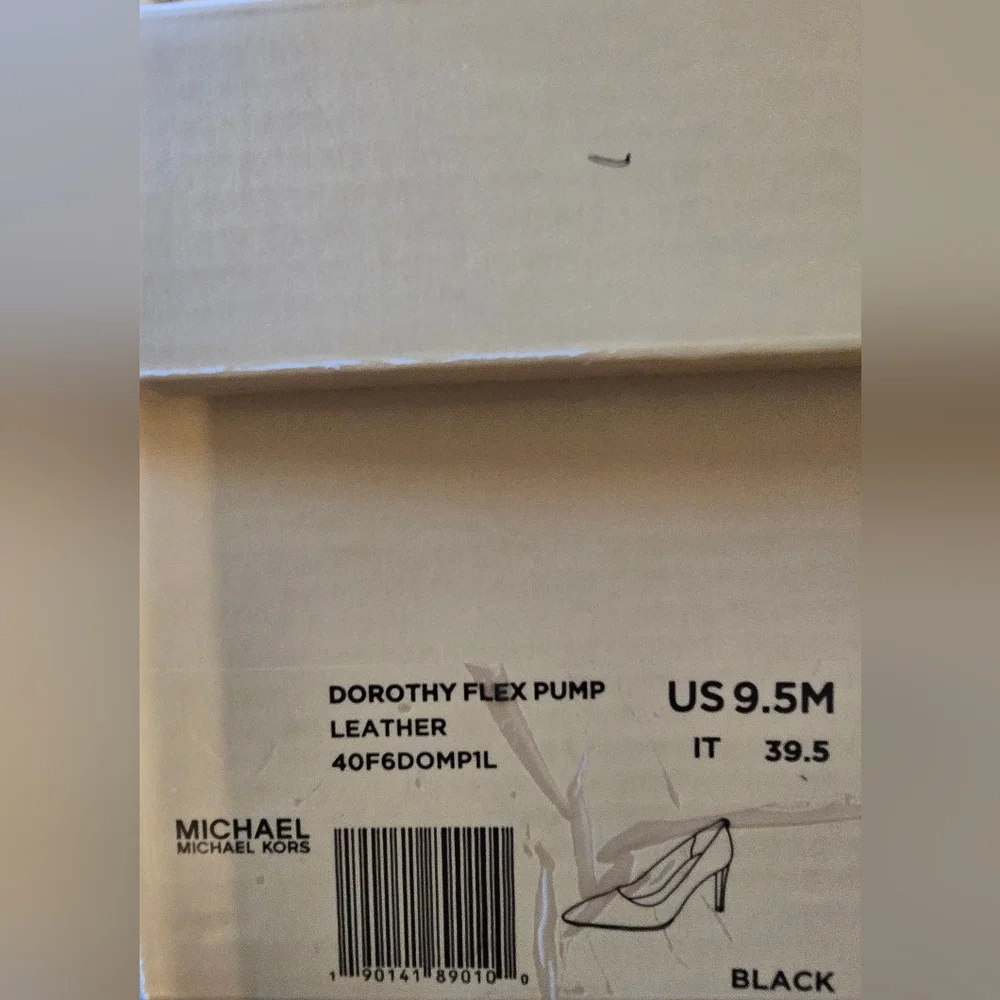 DOROTHY FLEX PUMP
LEATHER
40F6DOMP1L
US 9.5M
IT 39.5
MICHAEL
MICHAEL KORS
1 90141 89010 0
BLACK